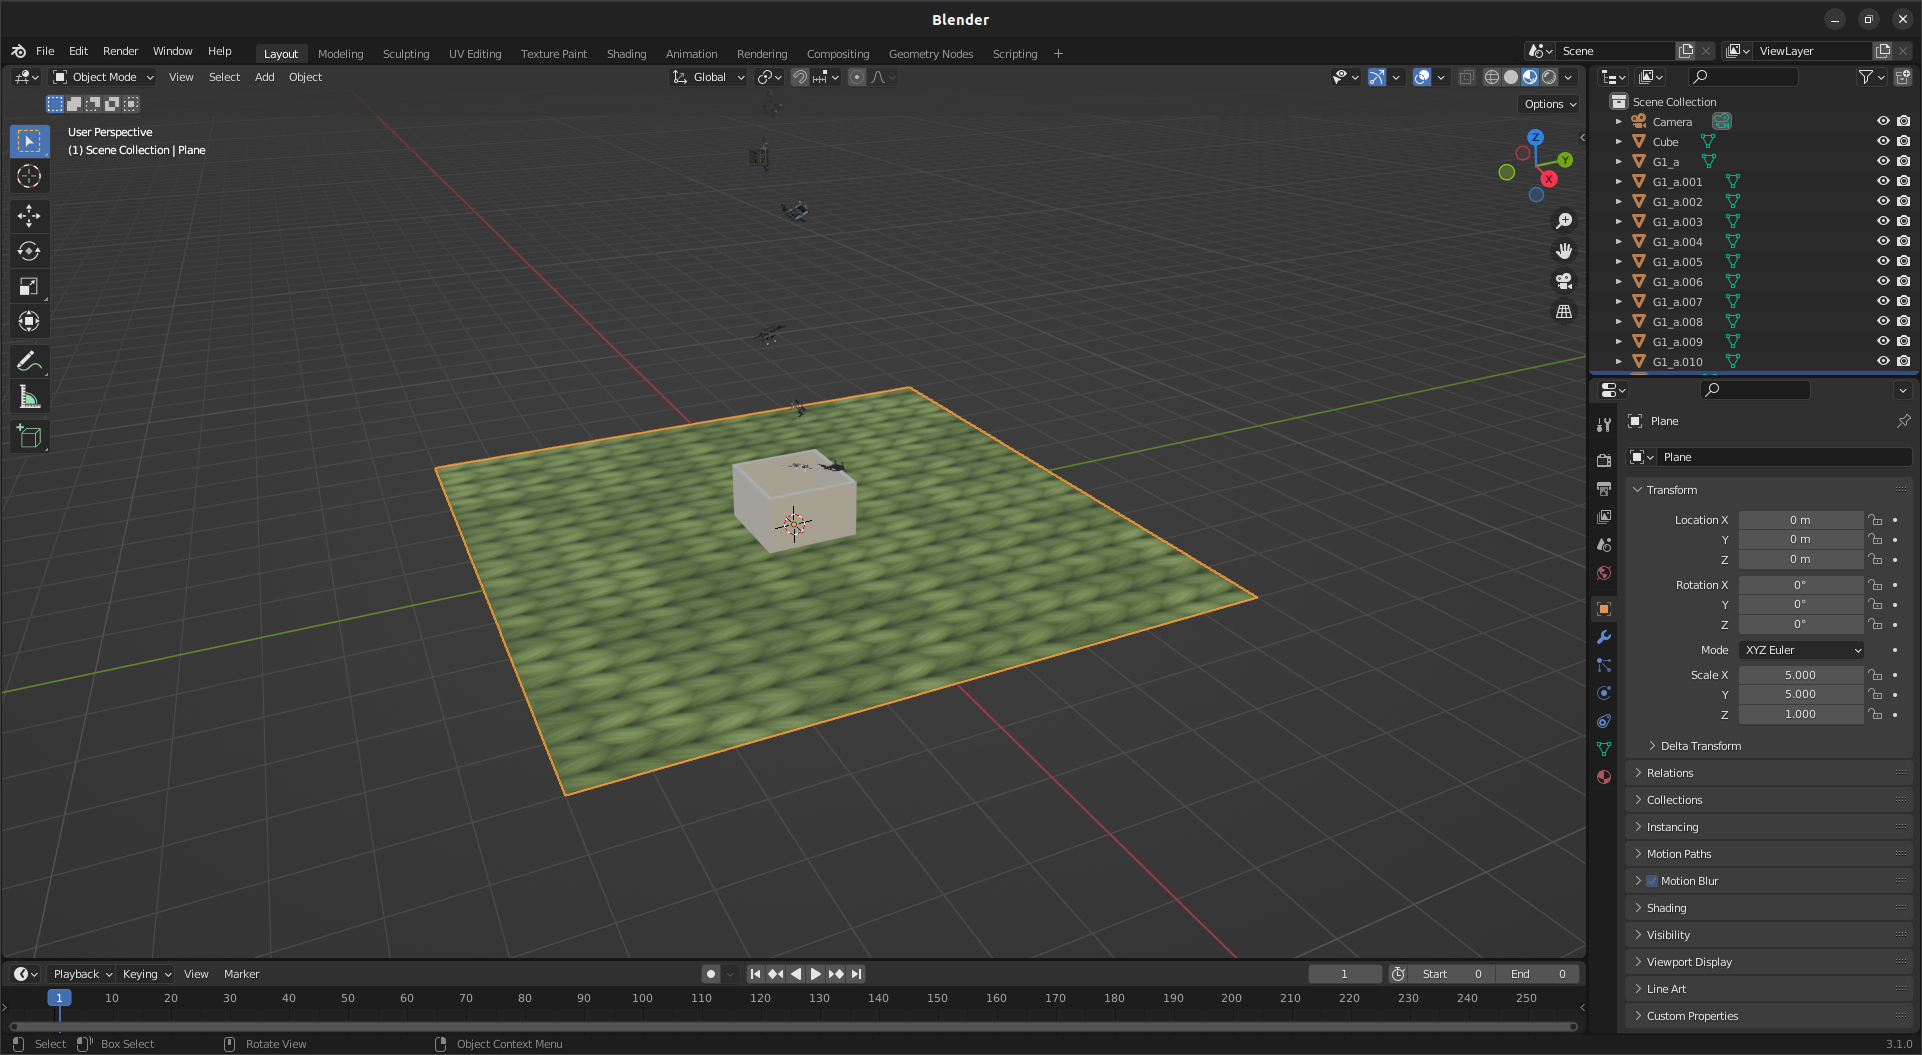 Blender
File Edit Render Window Help Layout Modeling Sculpting UV Editing Texture Paint Shading Animation Rendering Compositing Geometry Nodes Scripting + Scene ViewLayer
Object Mode View Select Add Object Global
Options
User Perspective
(1) Scene Collection | Plane
Z
Y
X
Scene Collection
Camera
Cube
G1_a
G1_a.001
G1_a.002
G1_a.003
G1_a.004
G1_a.005
G1_a.006
G1_a.007
G1_a.008
G1_a.009
G1_a.010
Plane
Plane
Transform
Location X 0 m
Y 0 m
Z 0 m
Rotation X 0°
Y 0°
Z 0°
Mode XYZ Euler
Scale X 5.000
Y 5.000
Z 1.000
Delta Transform
Relations
Collections
Instancing
Motion Paths
Motion Blur
Shading
Visibility
Viewport Display
Line Art
Custom Properties
Playback Keying View Marker 1 Start 0 End 0
1 10 20 30 40 50 60 70 80 90 100 110 120 130 140 150 160 170 180 190 200 210 220 230 240 250
Select Box Select Rotate View Object Context Menu 3.1.0